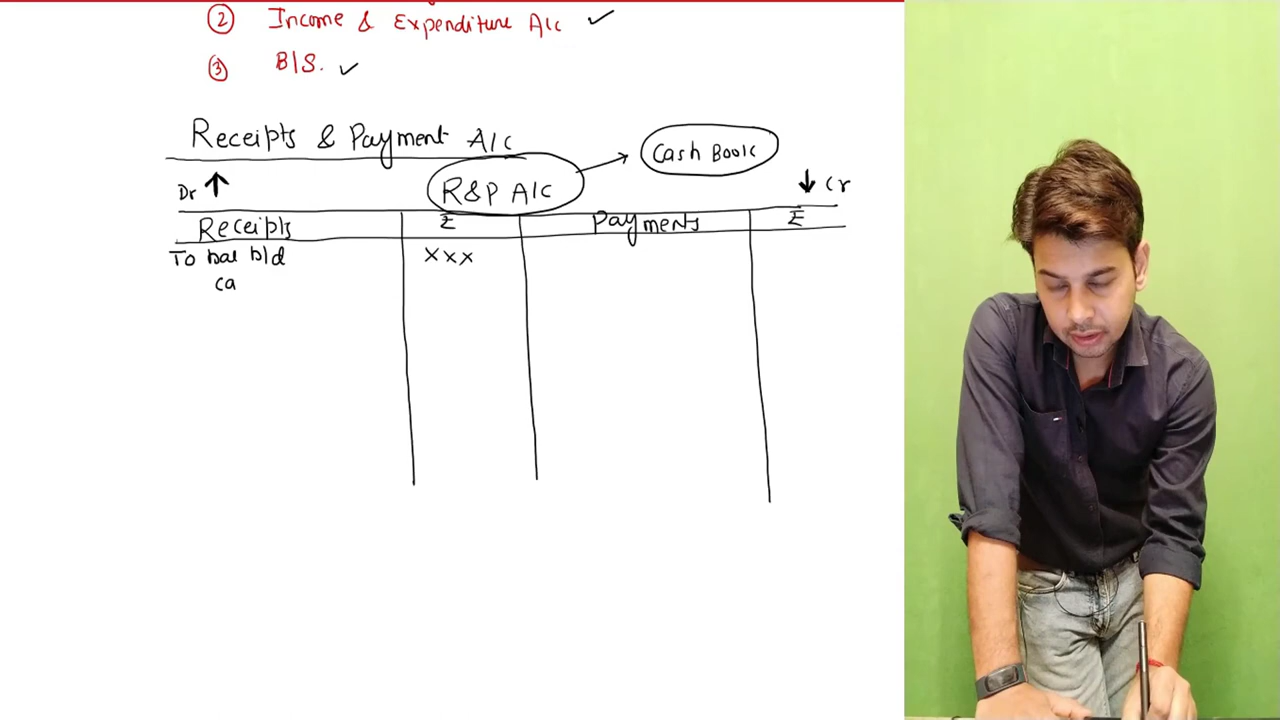 ② Income & Expenditure A/c ✓
③ B/S. ✓
Receipts & Payment A/c
Cash Book
Dr ↑ R&P A/c ↓ Cr
Receipts ₹ Payments ₹
To bal b/d xxx
ca